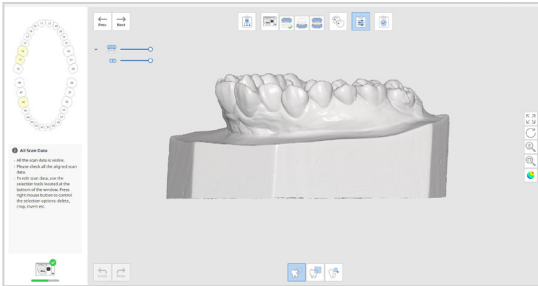 Prev
Next
All Scan Data
- All the scan data is visible.
- Please check all the aligned scan
data.
- To edit scan data, use the
selection tools located at the
bottom of the window. Press
right mouse button to control
the selection options: delete,
crop, invert etc.
Undo
Redo